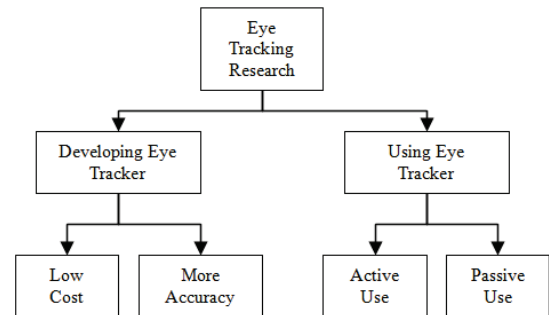 Eye
Tracking
Research
Developing Eye
Tracker
Using Eye
Tracker
Low
Cost
More
Accuracy
Active
Use
Passive
Use